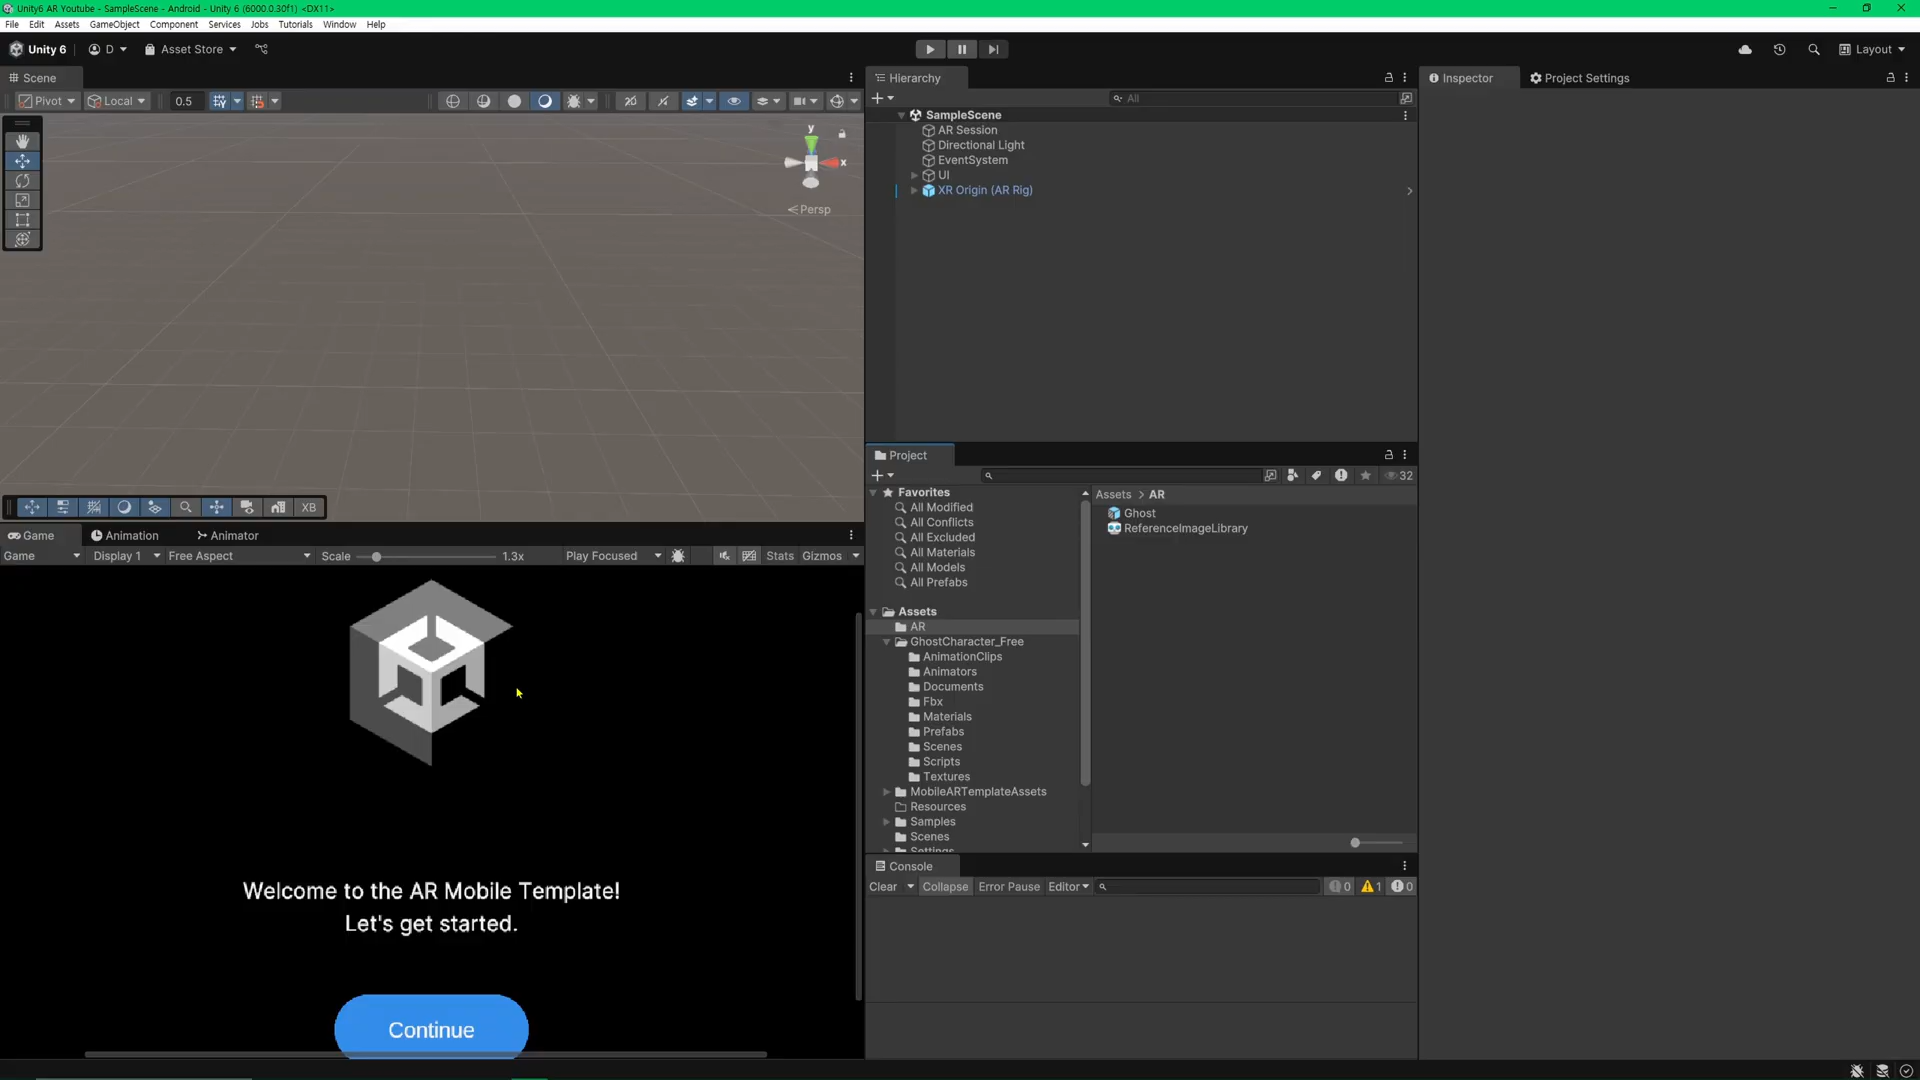 Unity6 AR Youtube - SampleScene - Android - Unity 6 (6000.0.30f1) <DX11>
File Edit Assets GameObject Component Services Jobs Tutorials Window Help
Unity 6 D Asset Store Layout
Scene
Pivot Local 0.5
y
x
Persp
XB
Game Animation Animator
Game Display 1 Free Aspect Scale 1.3x Play Focused Stats Gizmos
Welcome to the AR Mobile Template!
Let's get started.
Continue
Hierarchy
All
SampleScene
AR Session
Directional Light
EventSystem
UI
XR Origin (AR Rig)
Project
32
Favorites
All Modified
All Conflicts
All Excluded
All Materials
All Models
All Prefabs
Assets
AR
GhostCharacter_Free
AnimationClips
Animators
Documents
Fbx
Materials
Prefabs
Scenes
Scripts
Textures
MobileARTemplateAssets
Resources
Samples
Scenes
Settings
Assets > AR
Ghost
ReferenceImageLibrary
Console
Clear Collapse Error Pause Editor 0 1 0
Inspector Project Settings